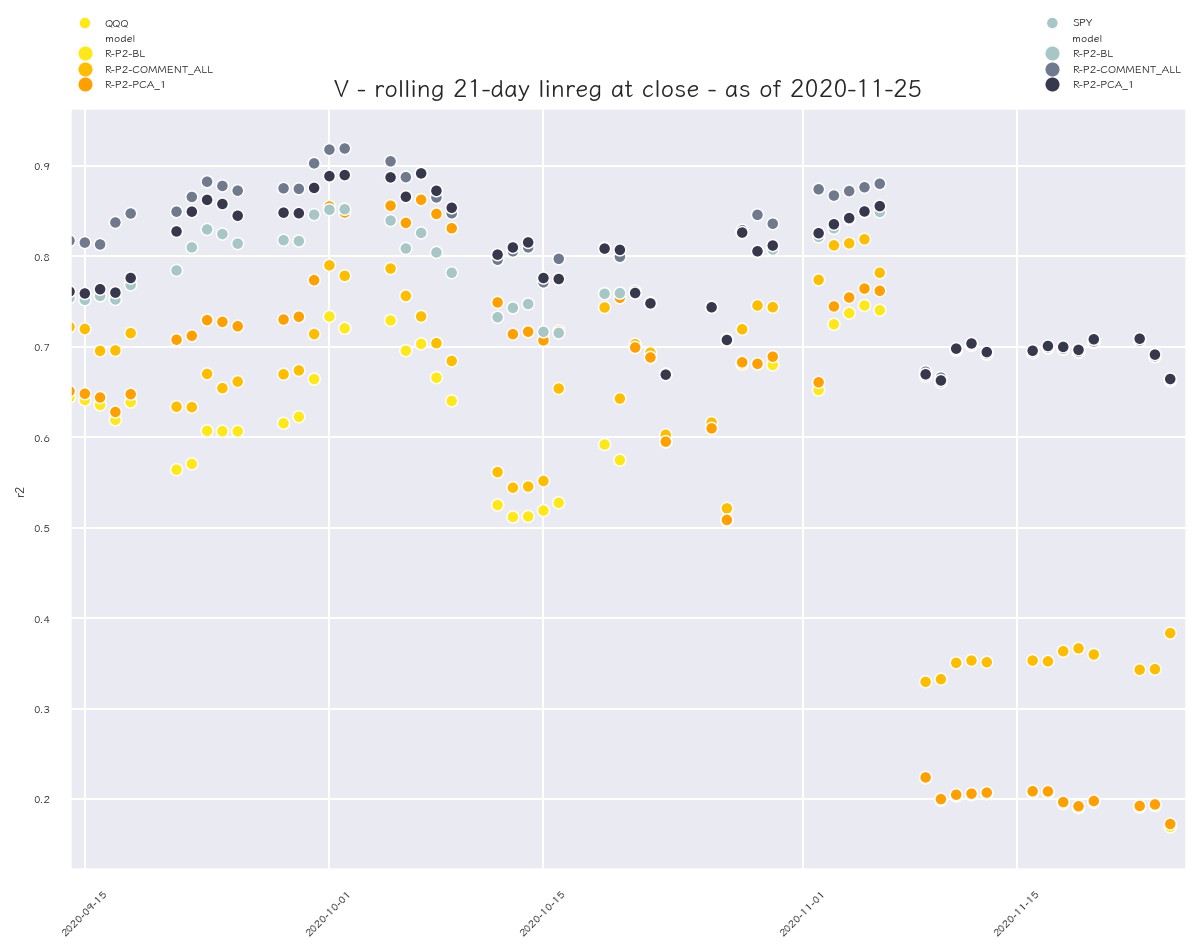 QQQ
model
R-P2-BL
R-P2-COMMENT_ALL
R-P2-PCA_1
SPY
model
R-P2-BL
R-P2-COMMENT_ALL
R-P2-PCA_1
V - rolling 21-day linreg at close - as of 2020-11-25
0.9
0.8
0.7
0.6
0.5
0.4
0.3
0.2
r2
2020-09-15
2020-10-01
2020-10-15
2020-11-01
2020-11-15